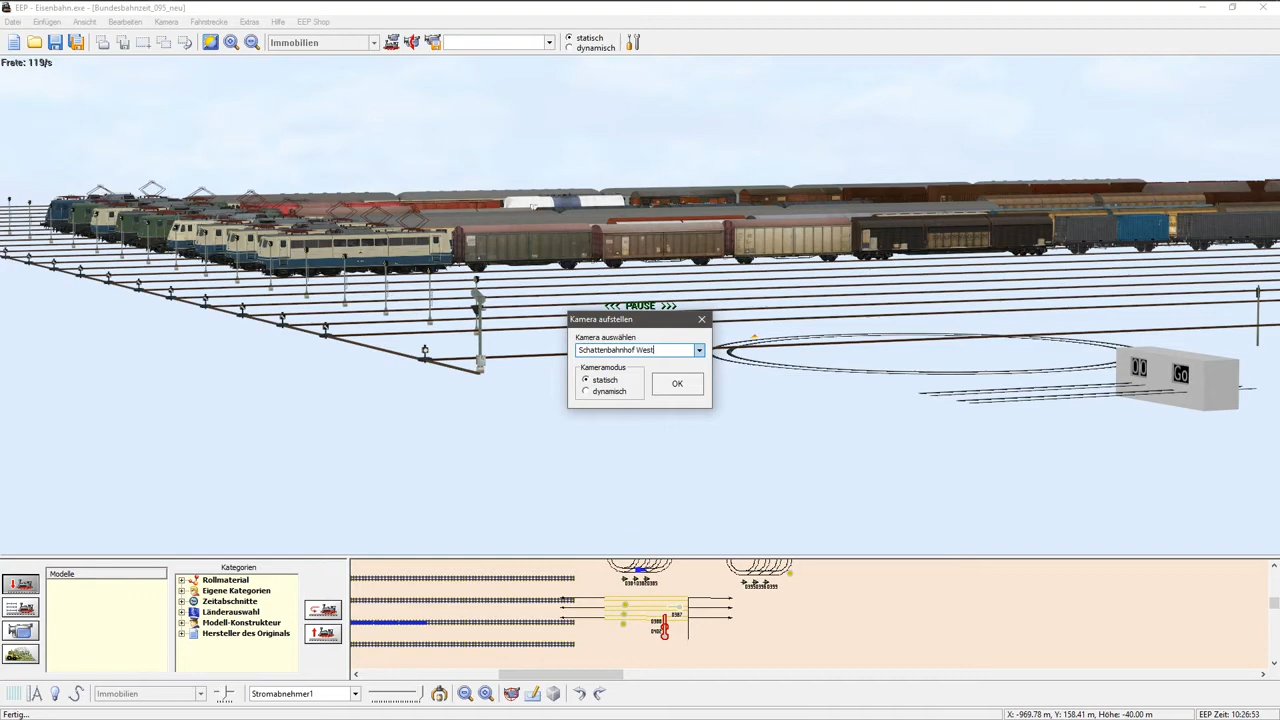 EEP - Eisenbahn.exe - [Bundesbahnzeit_095_neu]
Datei Einfügen Ansicht Bearbeiten Kamera Fahrstrecke Extras Hilfe EEP Shop
Immobilien
statisch
dynamisch
Frate: 119/s
<<< PAUSE >>>
Kamera aufstellen
Kamera auswählen
Schattenbahnhof West
Kameramodus
statisch
dynamisch
OK
00 Go
Modelle
Kategorien
Rollmaterial
Eigene Kategorien
Zeitabschnitte
Länderauswahl
Modell-Konstrukteur
Hersteller des Originals
Immobilien
Stromabnehmer1
Fertig...
X: -969.78 m, Y: 158.41 m, Höhe: -40.00 m
EEP Zeit: 10:26:53